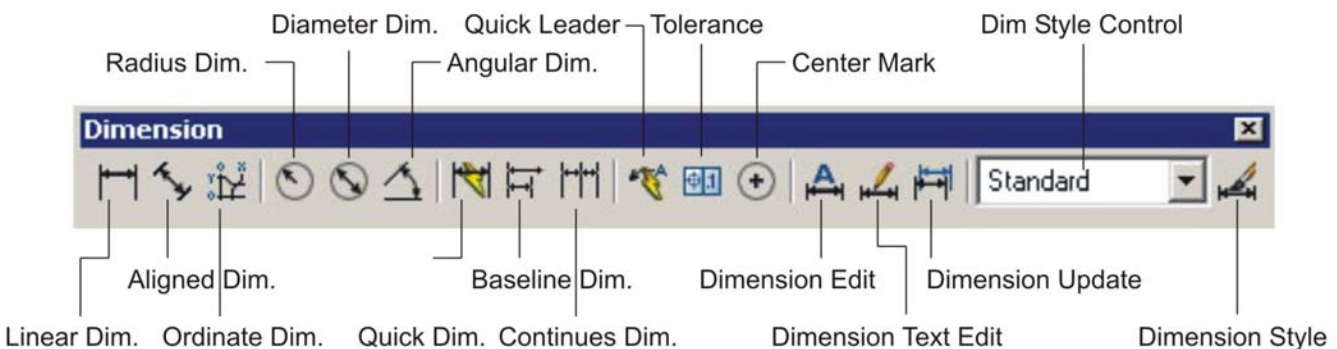 Diameter Dim. Quick Leader Tolerance Dim Style Control
Radius Dim. Angular Dim. Center Mark
Dimension
Standard
Aligned Dim. Baseline Dim. Dimension Edit Dimension Update
Linear Dim. Ordinate Dim. Quick Dim. Continues Dim. Dimension Text Edit Dimension Style